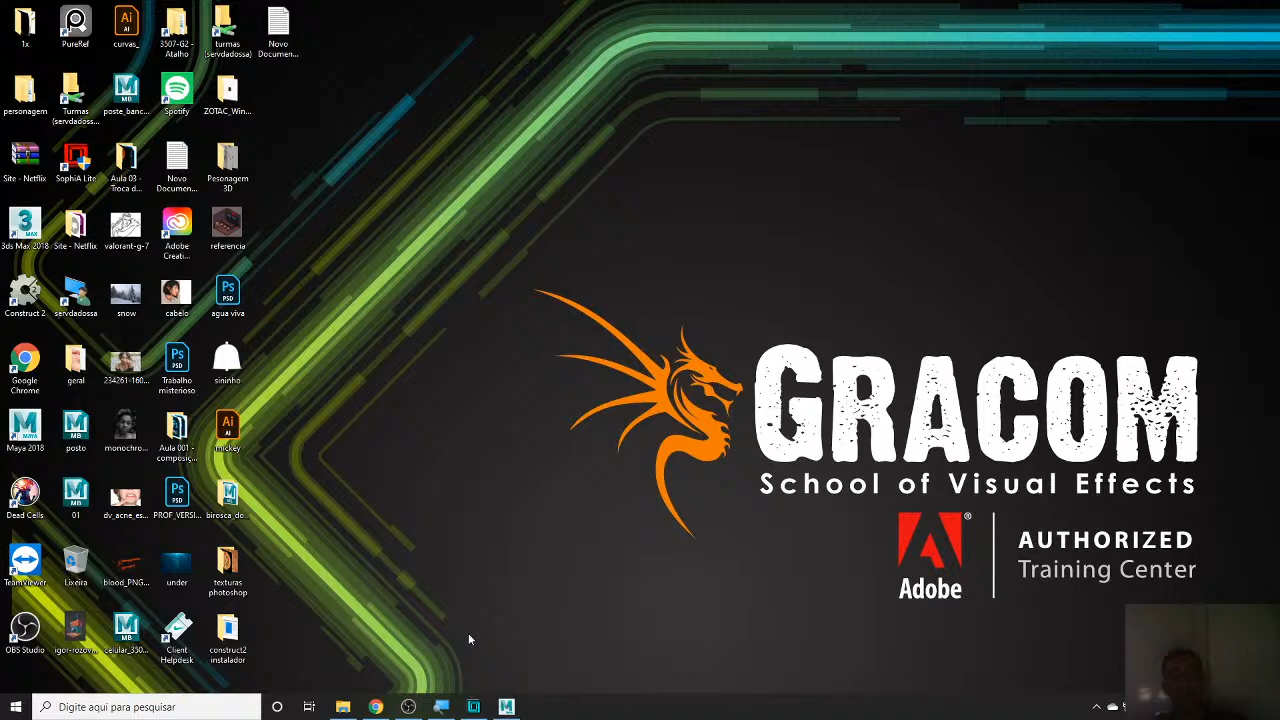 1x
PureRef
curvas_
3507-G2 -
Atalho
turmas
(servdadossa)
Novo
Documen...
personagem
Turmas
(servdadoss...
poste_banc...
Spotify
ZOTAC_Win...
Site - Netflix
SophiA Lite
Aula 03 -
Troca d...
Novo
Documen...
Pesonagem
3D
3ds Max 2018
Site - Netflix
valorant-g-7
Adobe
Creati...
referencia
Construct 2
servdadossa
snow
cabelo
agua viva
Google
Chrome
geral
234261-160...
Trabalho
misterioso
sininho
Maya 2018
posto
monochro...
Aula 001 -
composiç...
mickey
Dead Cells
01
dv_acne_es...
PROF_VERSI...
birosca_do...
TeamViewer
Lixeira
blood_PNG...
under
texturas
photoshop
OBS Studio
igor-rozov...
celular_350...
Client
Helpdesk
construct2
instalador
GRACOM
School of Visual Effects
Adobe
AUTHORIZED
Training Center
Digite aqui para pesquisar